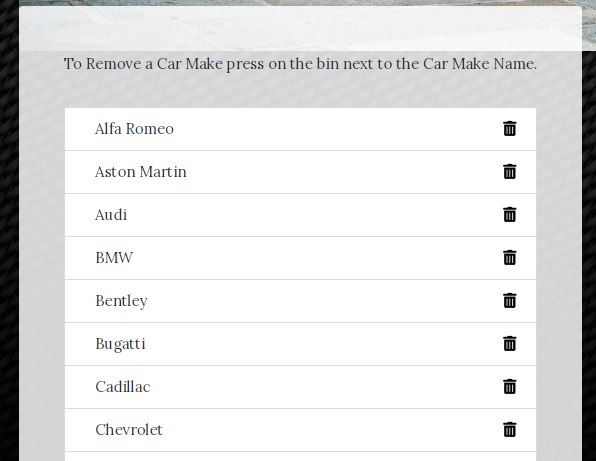 To Remove a Car Make press on the bin next to the Car Make Name.
Alfa Romeo
Aston Martin
Audi
BMW
Bentley
Bugatti
Cadillac
Chevrolet